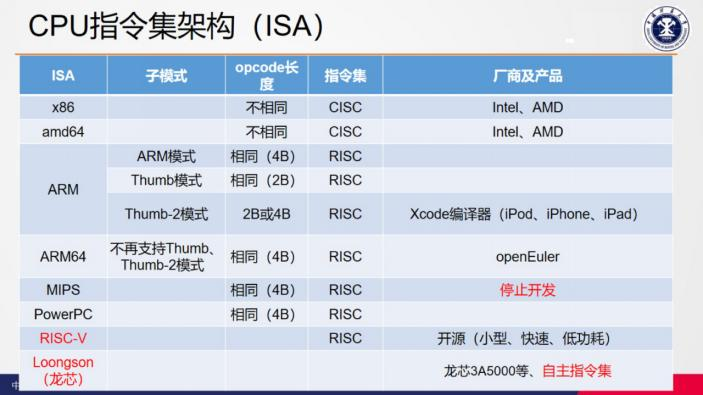 CPU指令集架构（ISA）
ISA 子模式 opcode长度 指令集 厂商及产品
x86 不相同 CISC Intel、AMD
amd64 不相同 CISC Intel、AMD
ARM ARM模式 相同（4B） RISC
Thumb模式 相同（2B） RISC
Thumb-2模式 2B或4B RISC Xcode编译器（iPod、iPhone、iPad）
ARM64 不再支持Thumb、Thumb-2模式 相同（4B） RISC openEuler
MIPS 相同（4B） RISC 停止开发
PowerPC 相同（4B） RISC
RISC-V RISC 开源（小型、快速、低功耗）
Loongson（龙芯） 龙芯3A5000等、自主指令集
中